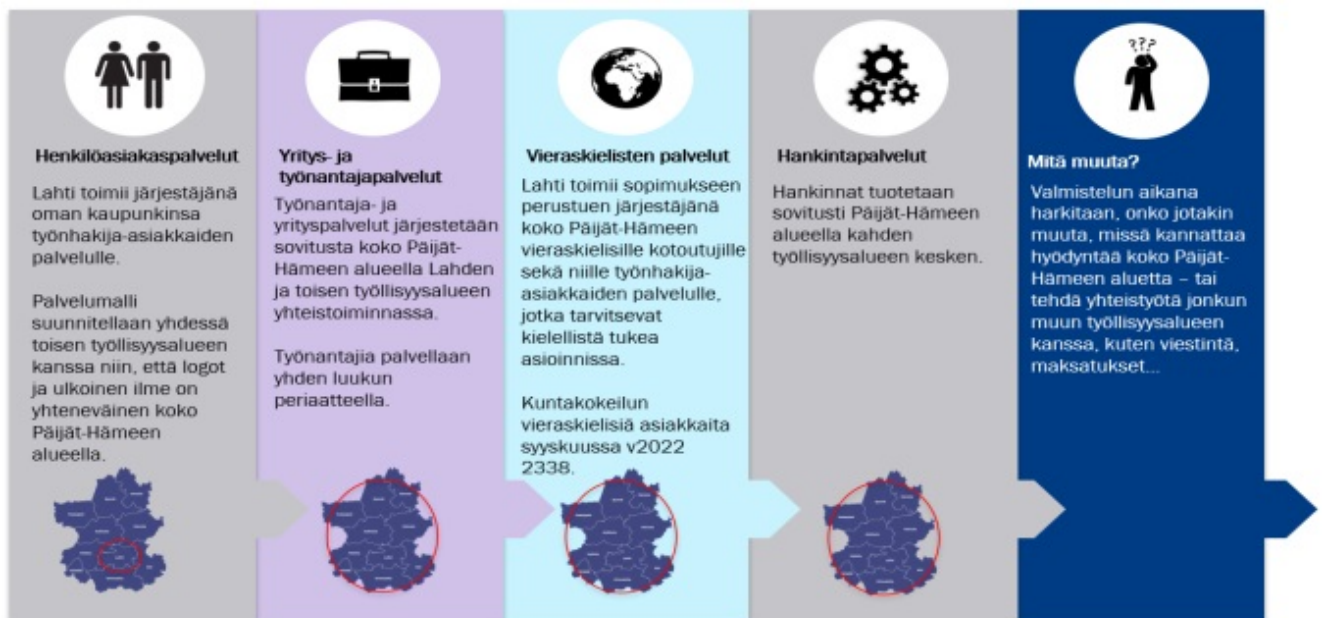 Henkilöasiakaspalvelut
Lahti toimii järjestäjänä
oman kaupunkinsa
työnhakija-asiakkaiden
palvelulle.
Palvelumalli
suunnitellaan yhdessä
toisen työllisyysalueen
kanssa niin, että logot
ja ulkoinen ilme on
yhteneväinen koko
Päijät-Hämeen
alueella.
Yritys- ja
työnantajapalvelut
Työnantaja- ja
yrityspalvelut järjestetään
sovitusta koko Päijät-
Hämeen alueella Lahden
ja toisen työllisyysalueen
yhteistoiminnassa.
Työnantajia palvellaan
yhden luukun
periaatteella.
Vieraskielisten palvelut
Lahti toimii sopimukseen
perustuen järjestäjänä
koko Päijät-Hämeen
vieraskielisille kotoutujille
sekä niille työnhakija-
asiakkaiden palvelulle,
jotka tarvitsevat
kielellistä tukea
asioinnissa.
Kuntakokeilun
vieraskielisiä asiakkaita
syyskuussa v2022
2338.
Hankintapalvelut
Hankinnat tuotetaan
sovitusti Päijät-Hämeen
alueella kahden
työllisyysalueen kesken.
???
Mitä muuta?
Valmistelun aikana
harkitaan, onko jotakin
muuta, missä kannattaa
hyödyntää koko Päijät-
Hämeen aluetta – tai
tehdä yhteistyötä jonkun
muun työllisyysalueen
kanssa, kuten viestintä,
maksatukset...